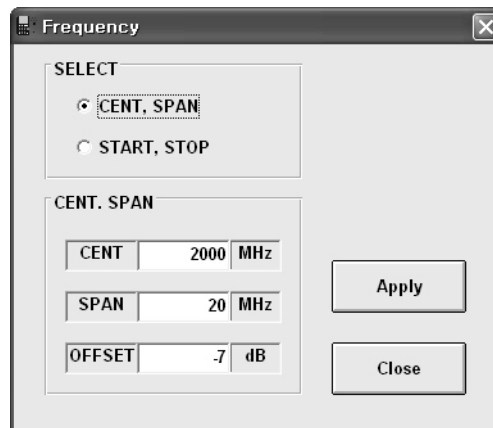 Frequency
SELECT
CENT, SPAN
START, STOP
CENT. SPAN
CENT 2000 MHz
SPAN 20 MHz
OFFSET -7 dB
Apply
Close